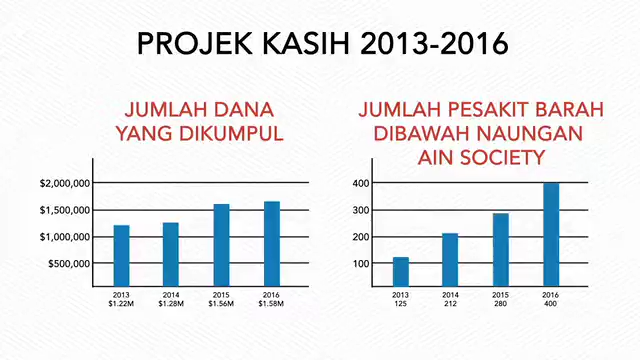 PROJEK KASIH 2013-2016
JUMLAH DANA
YANG DIKUMPUL
$2,000,000
$1,500,000
$1,000,000
$500,000
2013 2014 2015 2016
$1.22M $1.28M $1.56M $1.58M
JUMLAH PESAKIT BARAH
DIBAWAH NAUNGAN
AIN SOCIETY
400
300
200
100
2013 2014 2015 2016
125 212 280 400